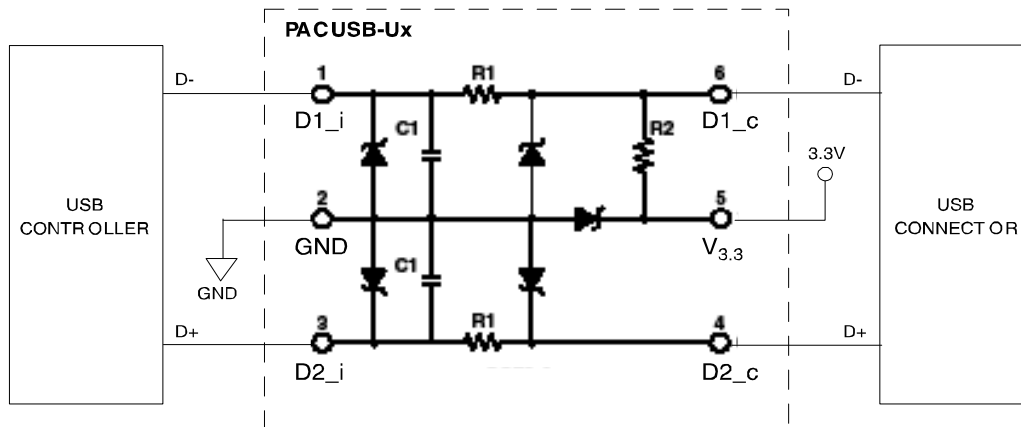 PACUSB-Ux
D-
1
R1
6
D-
D1_i
C1
D1_c
R2
3.3V
USB
CONTROLLER
2
5
USB
CONNECTOR
GND
V3.3
GND
C1
D+
3
R1
4
D+
D2_i
D2_c